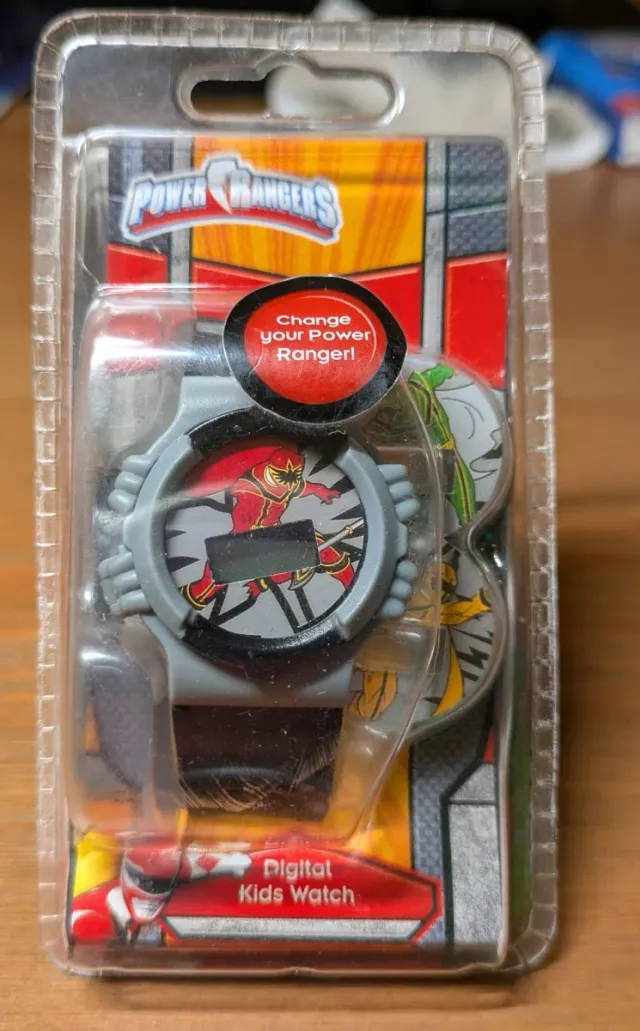 POWER RANGERS
Change
your Power
Ranger!
Digital
Kids Watch